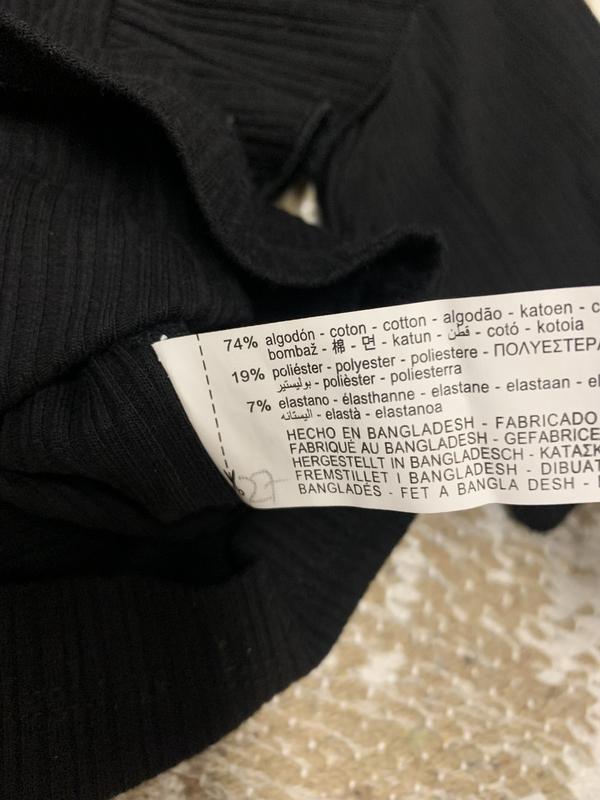 74% algodón - coton - cotton - algodão - katoen -
bombaž - 棉 - 면 - katun - قطن - cotó - kotoia
19% poliéster - polyester - poliestere - ΠΟΛΥΕΣΤΕΡΑ
بوليستير - polièster - poliesterra
7% elastano - élasthanne - elastane - elastaan -
اليستانه - elastà - elastanoa
HECHO EN BANGLADESH - FABRICADO
FABRIQUÉ AU BANGLADESH - GEFABRICE
HERGESTELLT IN BANGLADESCH - ΚΑΤΑΣΚ
FREMSTILLET I BANGLADESH - DIBUAT
BANGLADÉS - FET A BANGLA DESH -
27